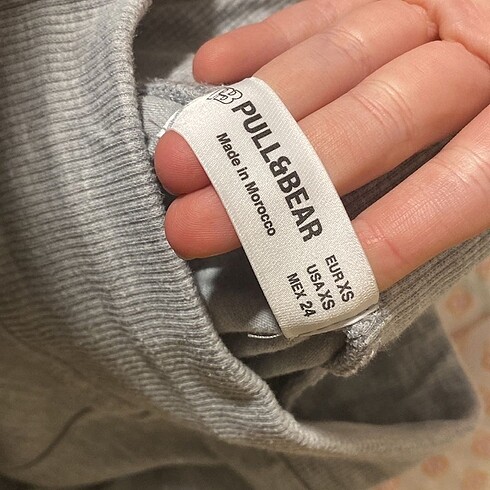 PULL&BEAR
Made in Morocco
EUR XS
USA XS
MEX 24